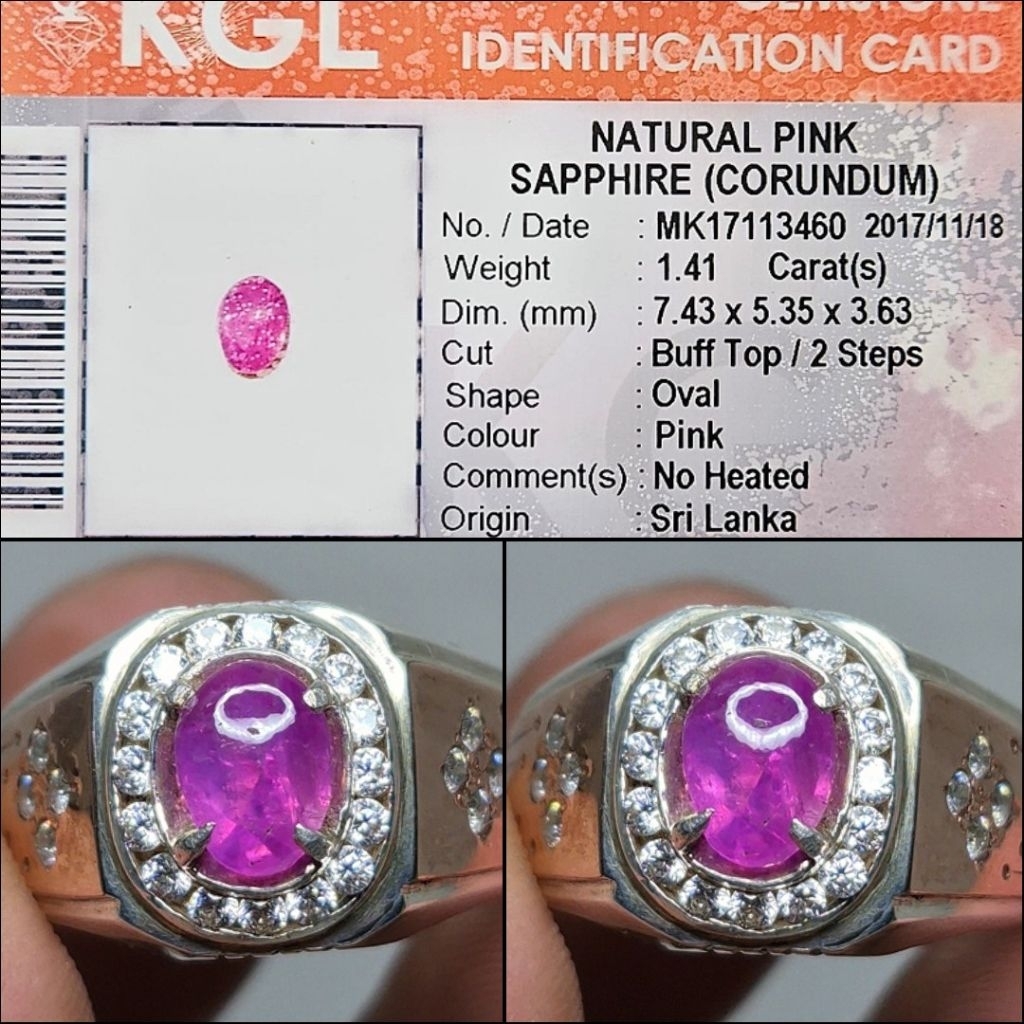 KGL
GEMSTONE
IDENTIFICATION CARD
NATURAL PINK
SAPPHIRE (CORUNDUM)
No. / Date : MK17113460 2017/11/18
Weight : 1.41 Carat(s)
Dim. (mm) : 7.43 x 5.35 x 3.63
Cut : Buff Top / 2 Steps
Shape : Oval
Colour : Pink
Comment(s) : No Heated
Origin : Sri Lanka